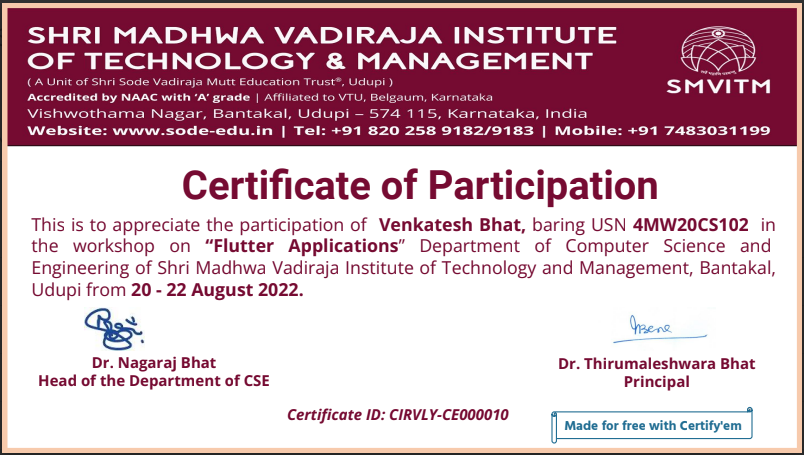 SHRI MADHWA VADIRAJA INSTITUTE
OF TECHNOLOGY & MANAGEMENT
( A Unit of Shri Sode Vadiraja Mutt Education Trust®, Udupi )
Accredited by NAAC with ‘A’ grade | Affiliated to VTU, Belgaum, Karnataka
Vishwothama Nagar, Bantakal, Udupi – 574 115, Karnataka, India
Website: www.sode-edu.in | Tel: +91 820 258 9182/9183 | Mobile: +91 7483031199
SMVITM
Certificate of Participation
This is to appreciate the participation of Venkatesh Bhat, baring USN 4MW20CS102 in
the workshop on “Flutter Applications” Department of Computer Science and
Engineering of Shri Madhwa Vadiraja Institute of Technology and Management, Bantakal,
Udupi from 20 - 22 August 2022.
Dr. Nagaraj Bhat
Head of the Department of CSE
Dr. Thirumaleshwara Bhat
Principal
Certificate ID: CIRVLY-CE000010
Made for free with Certify'em